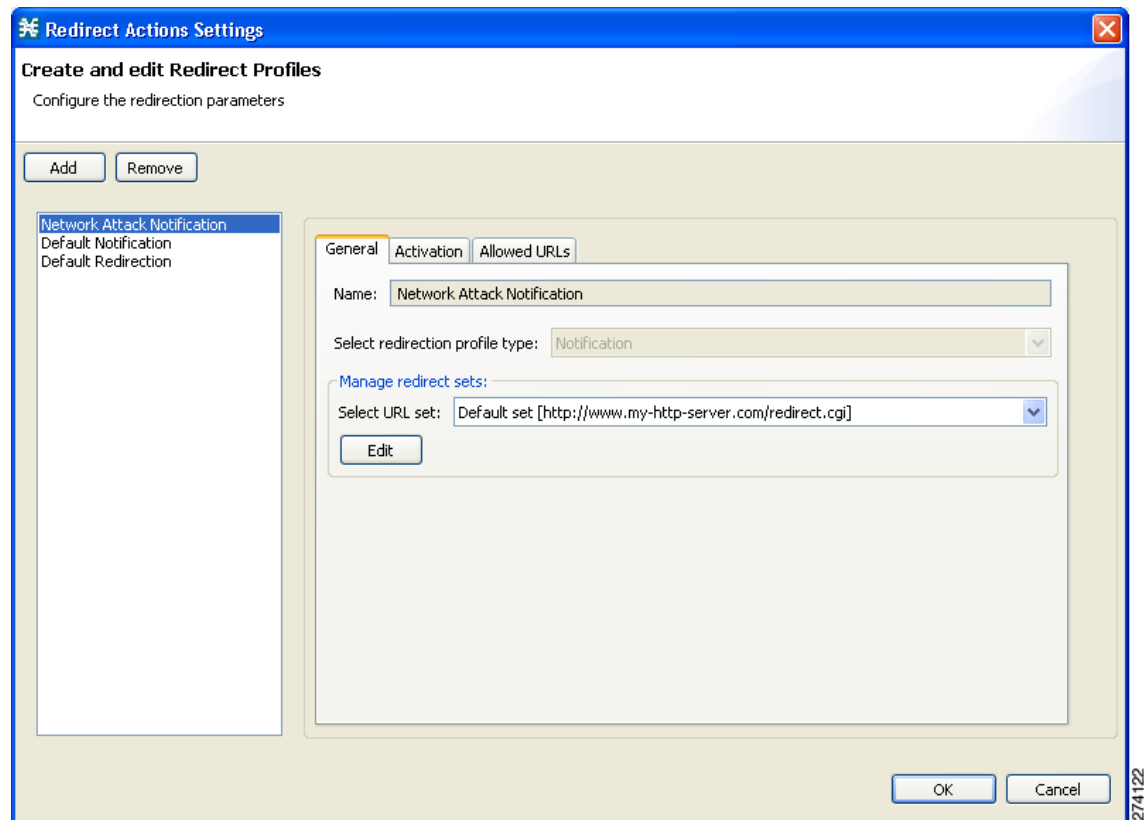 Redirect Actions Settings
Create and edit Redirect Profiles
Configure the redirection parameters
Add Remove
Network Attack Notification
Default Notification
Default Redirection
General Activation Allowed URLs
Name: Network Attack Notification
Select redirection profile type: Notification
Manage redirect sets:
Select URL set: Default set [http://www.my-http-server.com/redirect.cgi]
Edit
OK Cancel
274122